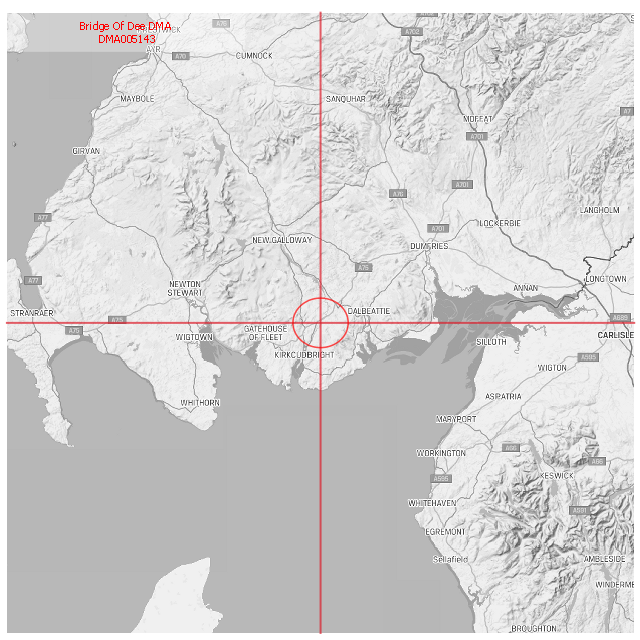 Bridge Of Dee DMA
DMA005143
A70
A702
AYR
A70
CUMNOCK
MAYBOLE
SANQUHAR
MOFFAT
A701
GIRVAN
A701
A76
LANGHOLM
A77
LOCKERBIE
A701
NEW GALLOWAY
DUMFRIES
A75
A77
LONGTOWN
NEWTON
STEWART
ANNAN
STRANRAER
DALBEATTIE
A75
A75
A689
GATEHOUSE
OF FLEET
WIGTOWN
CARLISLE
SILLOTH
KIRKCUDBRIGHT
A595
WIGTON
ASPATRIA
WHITHORN
MARYPORT
A66
WORKINGTON
A66
KESWICK
A595
WHITEHAVEN
A591
EGREMONT
Sellafield
AMBLESIDE
WINDERME
BROUGHTON